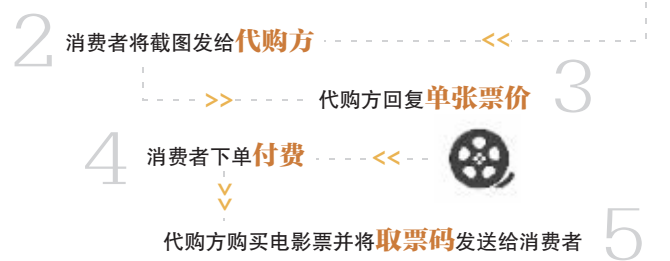 2 消费者将截图发给代购方
代购方回复单张票价 3
4 消费者下单付费
代购方购买电影票并将取票码发送给消费者 5